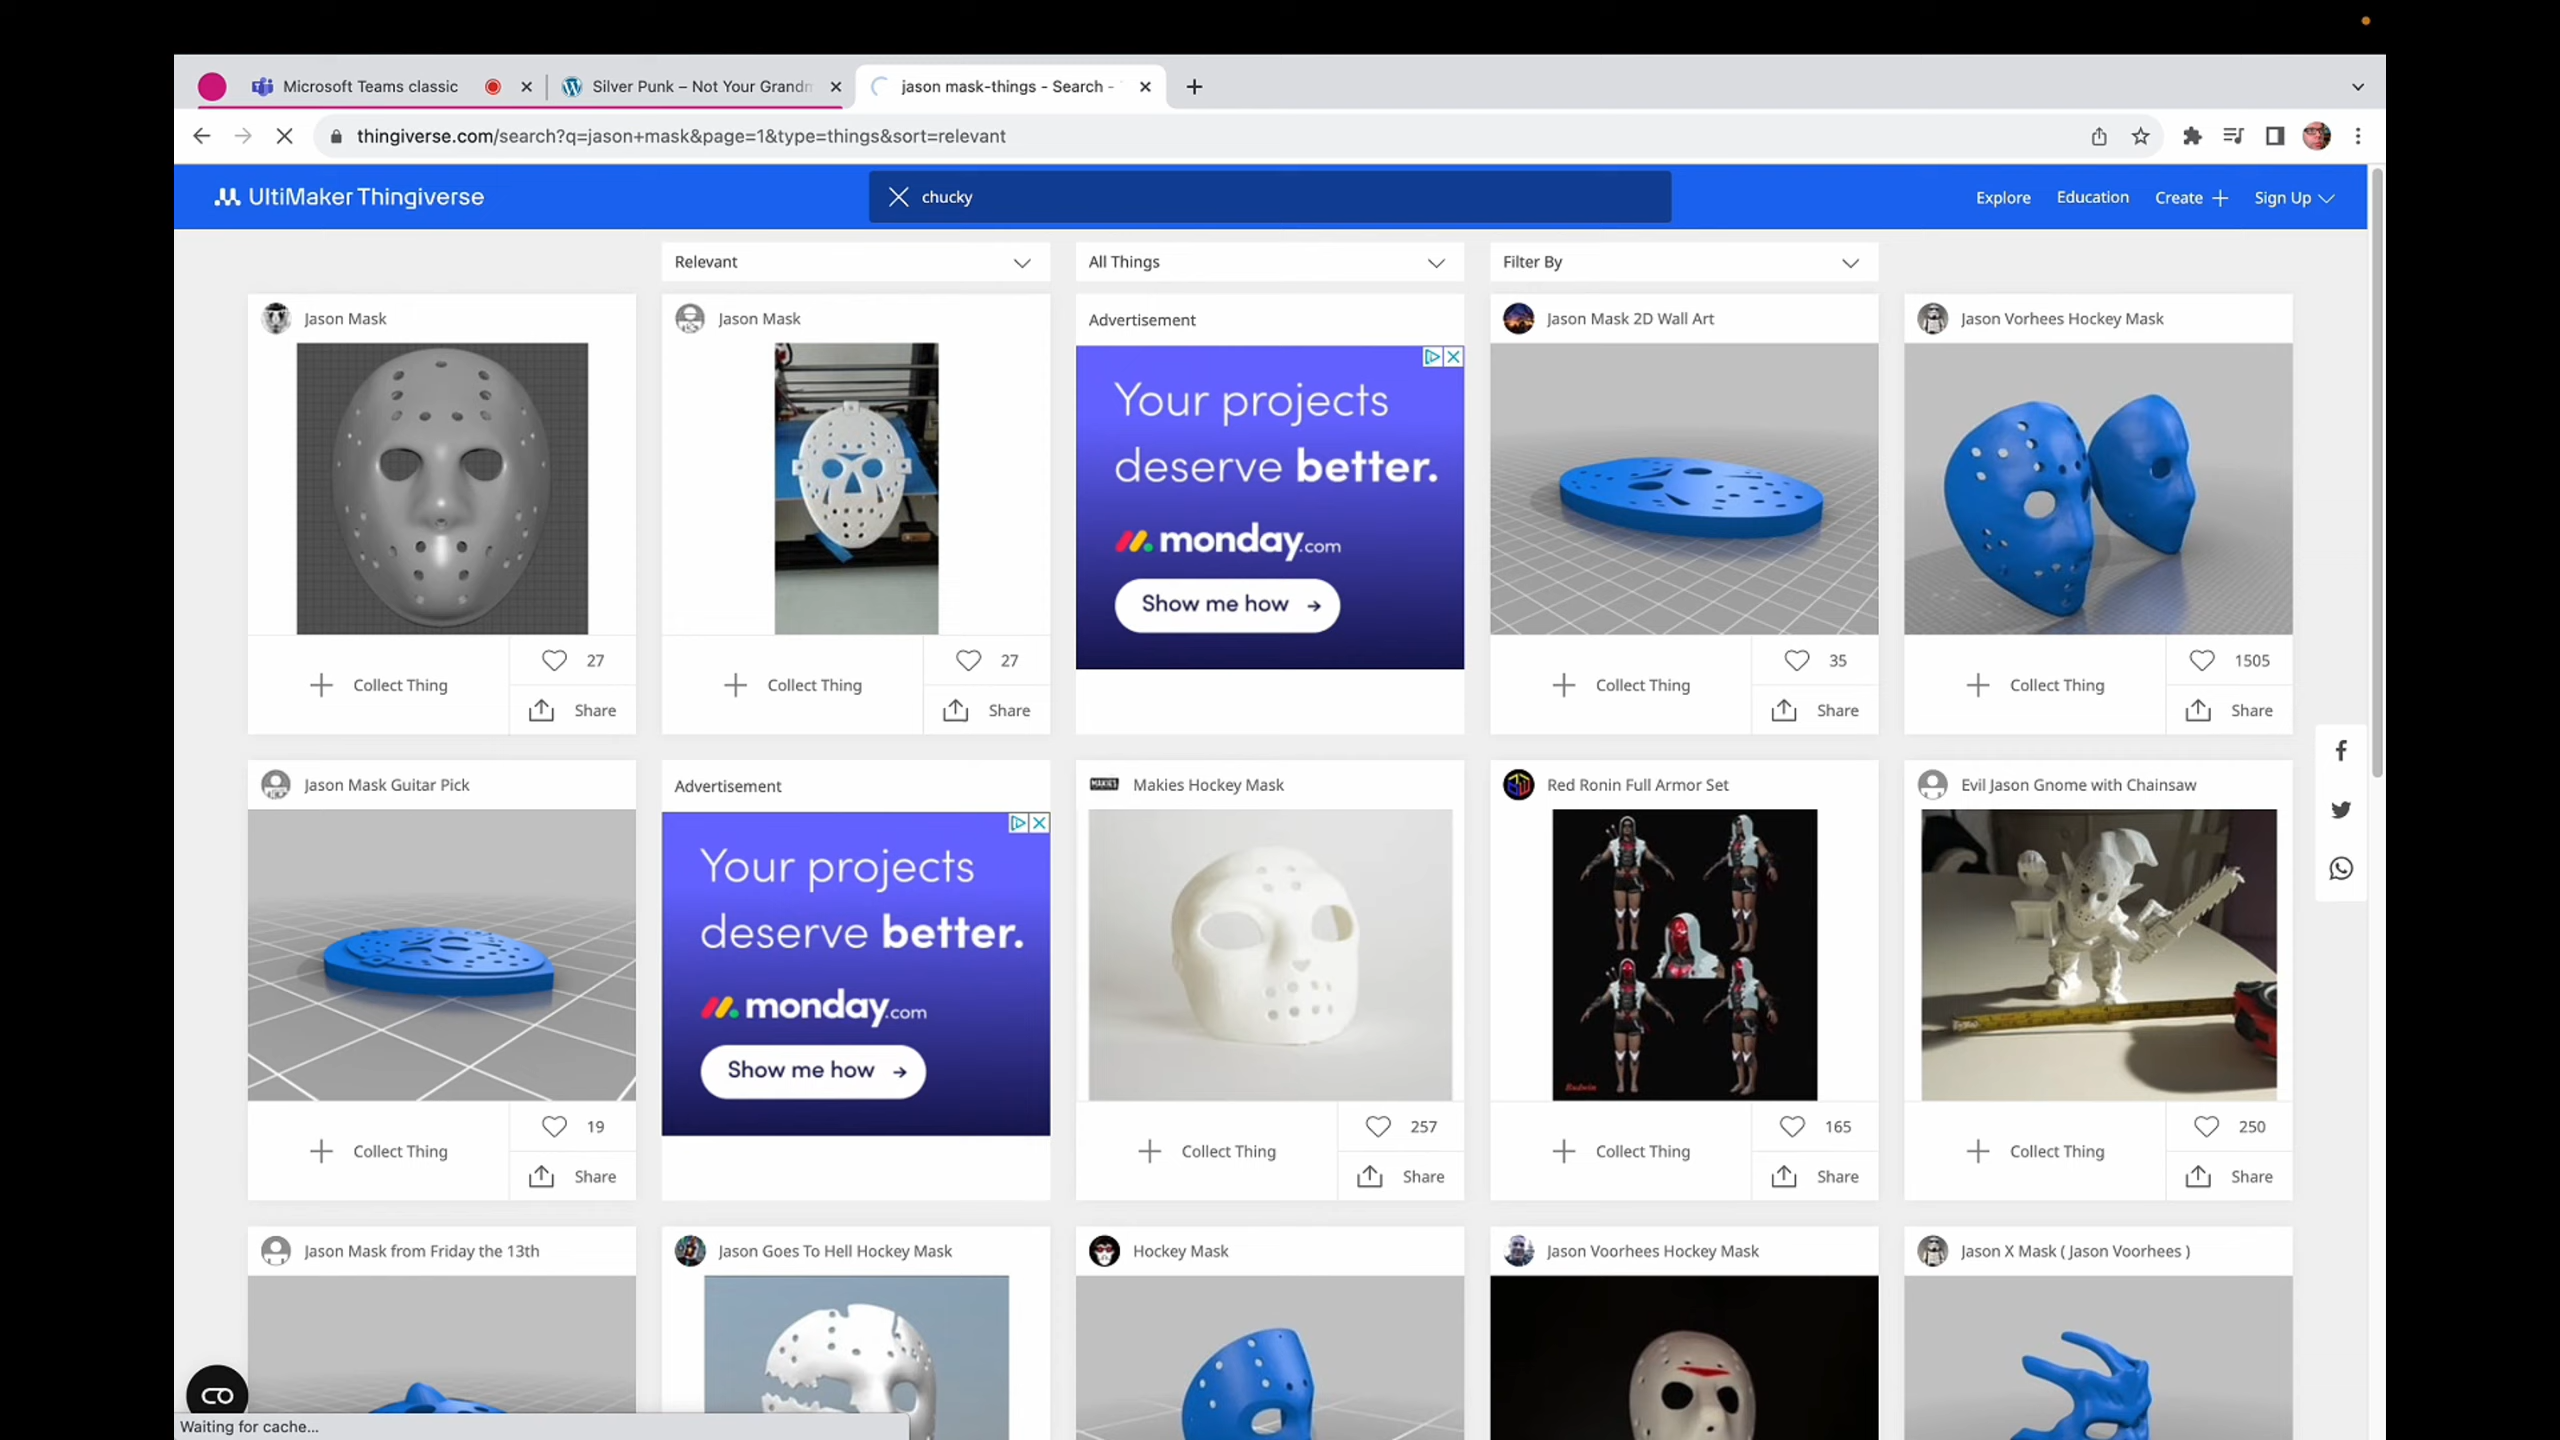 Microsoft Teams classic
Silver Punk – Not Your Grandm
jason mask-things - Search -
thingiverse.com/search?q=jason+mask&page=1&type=things&sort=relevant
UltiMaker Thingiverse
chucky
Explore
Education
Create
Sign Up
Relevant
All Things
Filter By
Jason Mask
Jason Mask
Advertisement
Jason Mask 2D Wall Art
Jason Vorhees Hockey Mask
Your projects
deserve better.
monday.com
Show me how →
Collect Thing
27
Share
Collect Thing
27
Share
Collect Thing
35
Share
Collect Thing
1505
Share
Jason Mask Guitar Pick
Advertisement
Makies Hockey Mask
Red Ronin Full Armor Set
Evil Jason Gnome with Chainsaw
MAKIES
Your projects
deserve better.
monday.com
Show me how →
Collect Thing
19
Share
Collect Thing
257
Share
Collect Thing
165
Share
Collect Thing
250
Share
Jason Mask from Friday the 13th
Jason Goes To Hell Hockey Mask
Hockey Mask
Jason Voorhees Hockey Mask
Jason X Mask ( Jason Voorhees )
Waiting for cache...